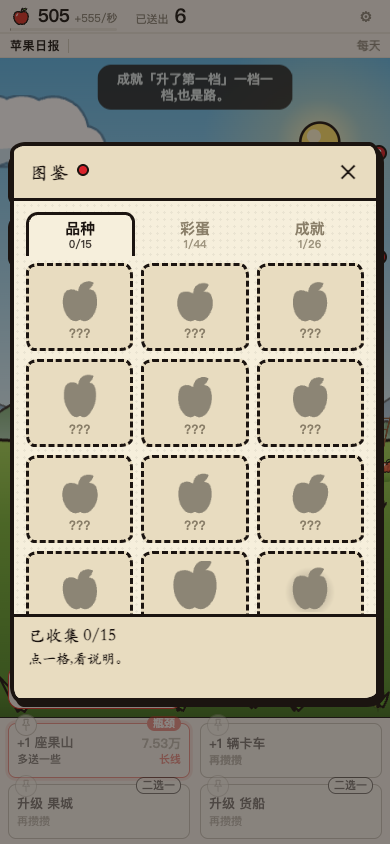 505 +555/秒 已送出 6
苹果日报 每天
成就「升了第一档」一档一
档,也是路。
图鉴
品种 彩蛋 成就
0/15 1/44 1/26
??? ??? ???
??? ??? ???
??? ??? ???
已收集 0/15
点一格,看说明。
瓶颈
+1 座果山 7.53万 +1 辆卡车
多送一些 长线 再攒攒
二选一 二选一
升级 果城 升级 货船
再攒攒 再攒攒